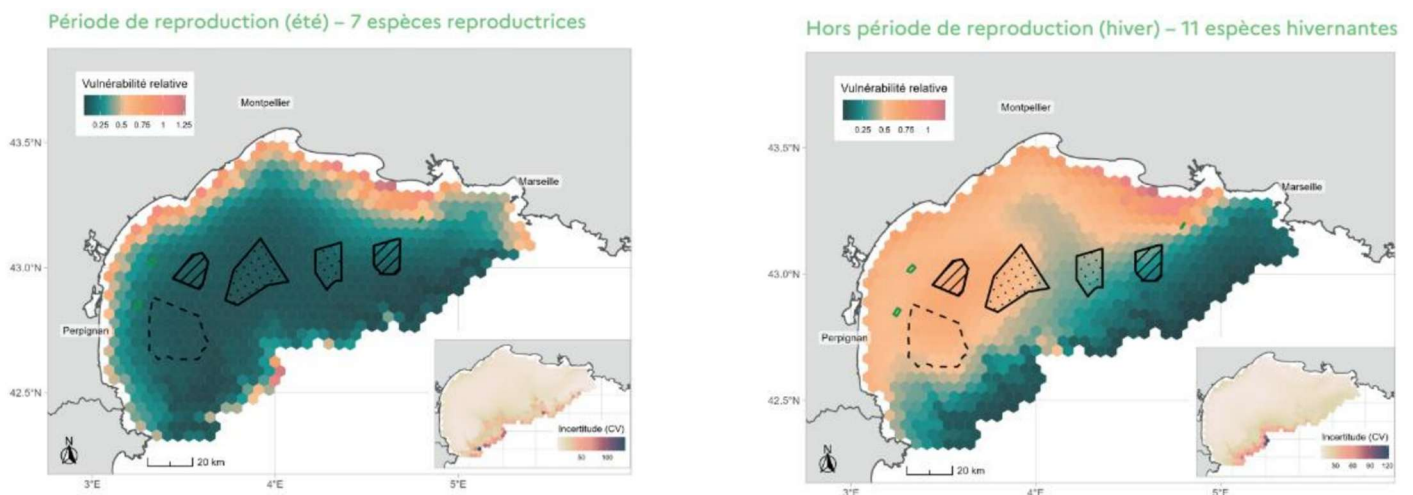 Période de reproduction (été) – 7 espèces reproductrices
Vulnérabilité relative
0.25 0.5 0.75 1 1.25
Montpellier
43.5°N
Marseille
43.0°N
Perpignan
42.5°N
Incertitude (CV)
50 100
N
20 km
3°E 4°E 5°E
Hors période de reproduction (hiver) – 11 espèces hivernantes
Vulnérabilité relative
0.25 0.5 0.75 1
Montpellier
43.5°N
Marseille
43.0°N
Perpignan
42.5°N
Incertitude (CV)
30 60 90 120
N
20 km
3°E 4°E 5°E